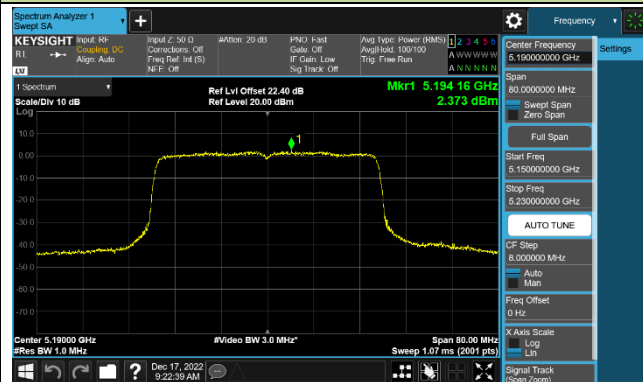 Spectrum Analyzer 1
Swept SA
Frequency
KEYSIGHT
Input: RF
Coupling: DC
Align: Auto
RL
LXI
Input Z: 50 Ω
Corrections: Off
Freq Ref: Int (S)
NFE: Off
#Atten: 20 dB
PNO: Fast
Gate: Off
IF Gain: Low
Sig Track: Off
Avg Type: Power (RMS)
Avg|Hold: 100/100
Trig: Free Run
1 2 3 4 5 6
A W W W W W
A N N N N N
1 Spectrum
Scale/Div 10 dB
Log
Ref Lvl Offset 22.40 dB
Ref Level 20.00 dBm
Mkr1 5.194 16 GHz
2.373 dBm
1
10.0
0.00
-10.0
-20.0
-30.0
-40.0
-50.0
-60.0
-70.0
Center 5.19000 GHz
#Res BW 1.0 MHz
#Video BW 3.0 MHz*
Span 80.00 MHz
Sweep 1.07 ms (2001 pts)
Center Frequency
5.190000000 GHz
Settings
Span
80.0000000 MHz
Swept Span
Zero Span
Full Span
Start Freq
5.150000000 GHz
Stop Freq
5.230000000 GHz
AUTO TUNE
CF Step
8.000000 MHz
Auto
Man
Freq Offset
0 Hz
X Axis Scale
Log
Lin
Signal Track
(Span Zoom)
Dec 17, 2022
9:22:39 AM